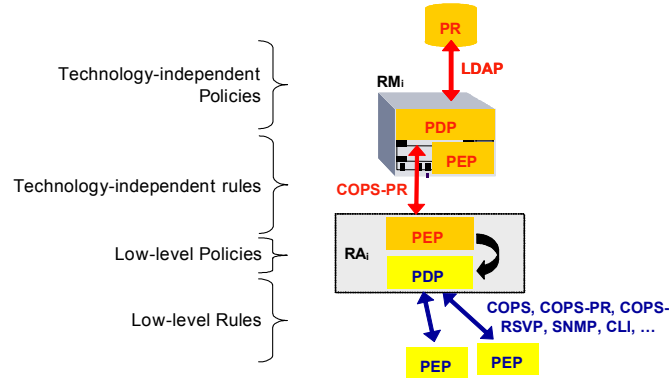 PR
LDAP
Technology-independent
Policies
RMi
PDP
PEP
Technology-independent rules
COPS-PR
PEP
Low-level Policies
RAi
PDP
COPS, COPS-PR, COPS-
RSVP, SNMP, CLI, …
Low-level Rules
PEP
PEP